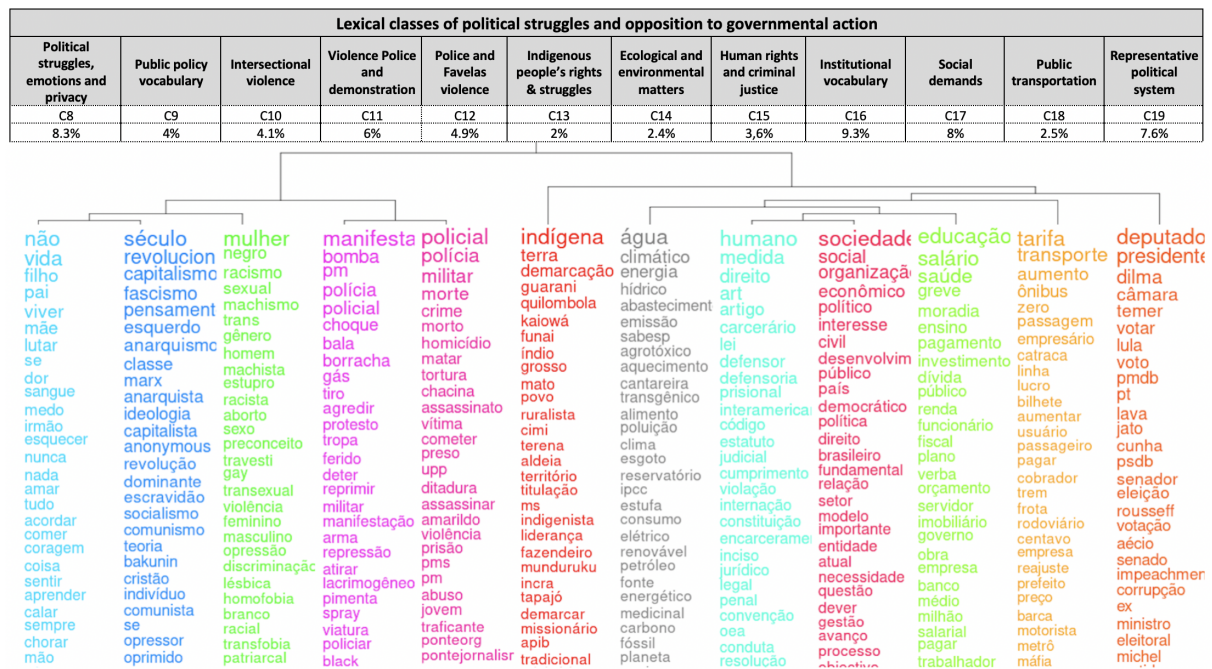 Lexical classes of political struggles and opposition to governmental action
Political struggles, emotions and privacy
Public policy vocabulary
Intersectional violence
Violence Police and demonstration
Police and Favelas violence
Indigenous people's rights & struggles
Ecological and environmental matters
Human rights and criminal justice
Institutional vocabulary
Social demands
Public transportation
Representative political system
C8 C9 C10 C11 C12 C13 C14 C15 C16 C17 C18 C19
8.3% 4% 4.1% 6% 4.9% 2% 2.4% 3,6% 9.3% 8% 2.5% 7.6%
não
vida
filho
pai
viver
mãe
lutar
se
dor
sangue
medo
irmão
esquecer
nunca
nada
amar
tudo
acordar
comer
coragem
coisa
sentir
aprender
calar
sempre
chorar
mão
século
revolucion
capitalismo
fascismo
pensament
esquerdo
anarquismo
classe
marx
anarquista
ideologia
capitalista
anonymous
revolução
dominante
escravidão
socialismo
comunismo
teoria
bakunin
cristão
indivíduo
comunista
se
opressor
oprimido
mulher
negro
racismo
sexual
machismo
trans
gênero
homem
machista
estupro
racista
aborto
sexo
preconceito
travesti
gay
transexual
violência
feminino
masculino
opressão
discriminaçã
lésbica
homofobia
branco
racial
transfobia
patriarcal
manifesta
bomba
pm
polícia
policial
choque
bala
borracha
gás
tiro
agredir
protesto
tropa
ferido
deter
reprimir
militar
manifestação
arma
repressão
atirar
lacrimogêneo
pimenta
spray
viatura
policiar
black
policial
polícia
militar
morte
crime
morto
homicídio
matar
tortura
chacina
assassinato
vítima
cometer
preso
upp
ditadura
assassinar
amarildo
violência
prisão
pms
pm
abuso
jovem
traficante
ponteorg
pontejornalisr
indígena
terra
demarcação
guarani
quilombola
kaiowá
funai
índio
grosso
mato
povo
ruralista
cimi
terena
aldeia
território
titulação
ms
indigenista
liderança
fazendeiro
munduruku
incra
tapajó
demarcar
missionário
apib
tradicional
água
climático
energia
hídrico
abasteciment
emissão
sabesp
agrotóxico
aquecimento
cantareira
transgênico
alimento
poluição
clima
esgoto
reservatório
ipcc
estufa
consumo
elétrico
renovável
petróleo
fonte
energético
medicinal
carbono
fóssil
planeta
humano
medida
direito
art
artigo
carcerário
lei
defensor
defensoria
prisional
interamerica
código
estatuto
judicial
cumprimento
violação
internação
constituição
encarcerame
inciso
jurídico
legal
penal
convenção
oea
conduta
resolução
sociedade
social
organizaçã
econômico
político
interesse
civil
desenvolvim
público
país
democrático
política
direito
brasileiro
fundamental
relação
setor
modelo
importante
entidade
atual
necessidade
questão
dever
gestão
avanço
processo
objetivo
educação
salário
saúde
greve
moradia
ensino
pagamento
investimento
dívida
público
renda
funcionário
fiscal
plano
verba
orçamento
servidor
imobiliário
governo
obra
empresa
banco
médio
milhão
salarial
pagar
trabalhador
tarifa
transporte
aumento
ônibus
zero
passagem
empresário
catraca
linha
lucro
bilhete
aumentar
usuário
passageiro
pagar
cobrador
trem
frota
rodoviário
centavo
empresa
reajuste
prefeito
preço
barca
motorista
metrô
máfia
deputado
presidente
dilma
câmara
temer
votar
lula
voto
pmdb
pt
lava
jato
cunha
psdb
senador
eleição
rousseff
votação
aécio
senado
impeachmen
corrupção
ex
ministro
eleitoral
michel